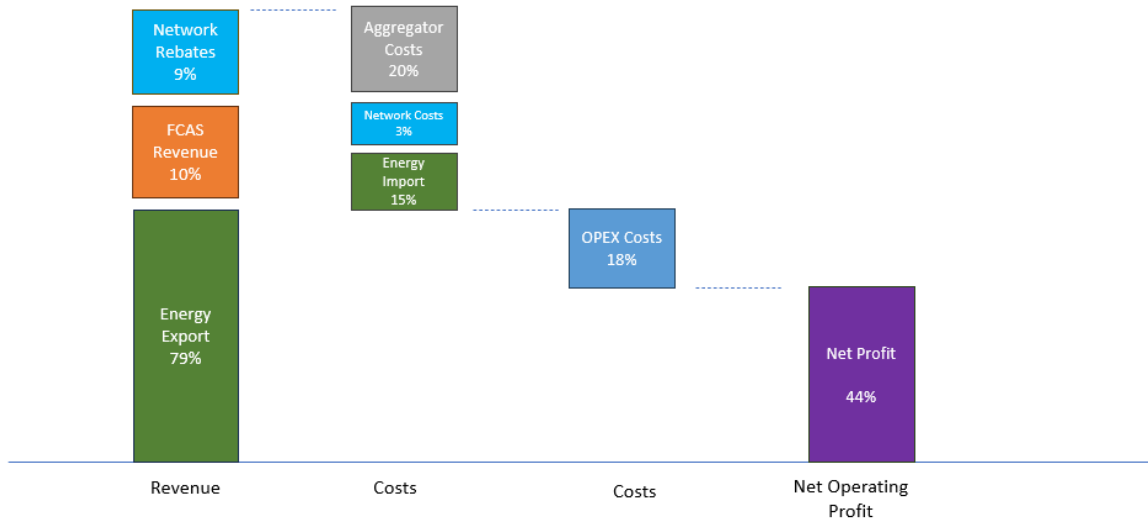 Network
Rebates
9%
FCAS
Revenue
10%
Energy
Export
79%
Aggregator
Costs
20%
Network Costs
3%
Energy
Import
15%
OPEX Costs
18%
Net Profit
44%
Revenue
Costs
Costs
Net Operating
Profit